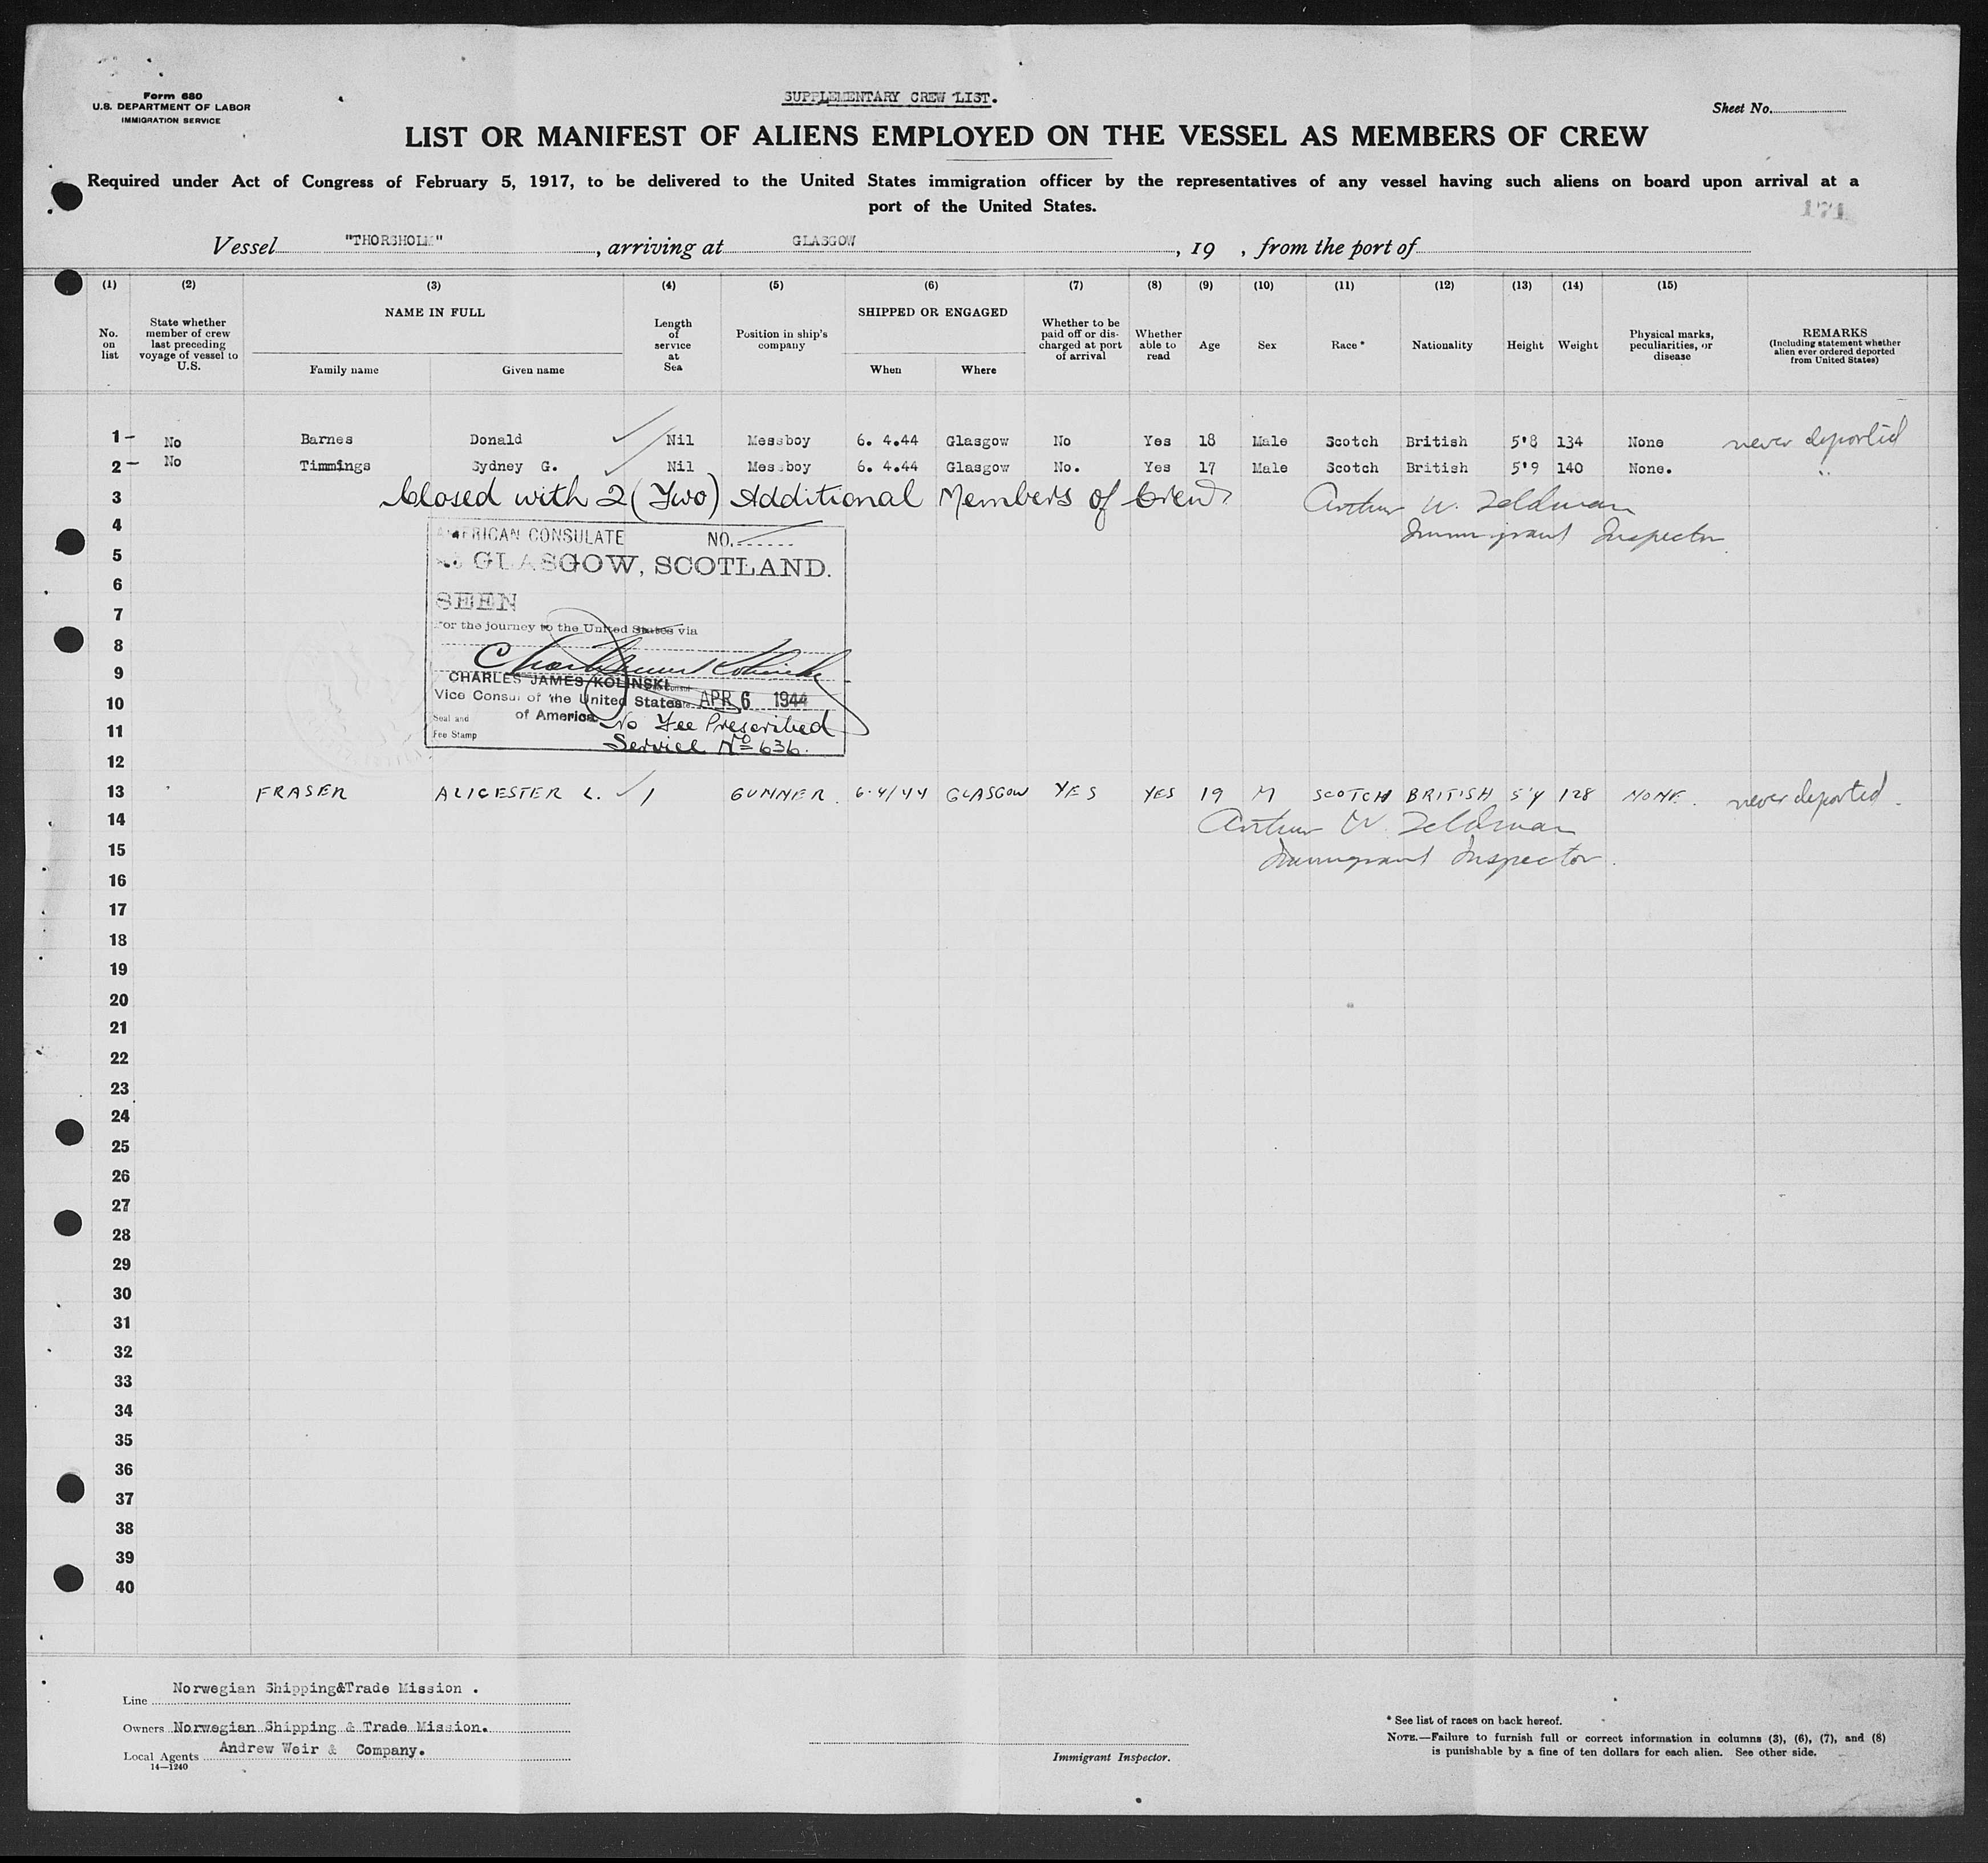 Form 680
U.S. DEPARTMENT OF LABOR
IMMIGRATION SERVICE
SUPPLEMENTARY CREW LIST.
Sheet No.
LIST OR MANIFEST OF ALIENS EMPLOYED ON THE VESSEL AS MEMBERS OF CREW
Required under Act of Congress of February 5, 1917, to be delivered to the United States immigration officer by the representatives of any vessel having such aliens on board upon arrival at a
port of the United States.
171
Vessel "THORSHOLM", arriving at GLASGOW, 19 , from the port of
(1) (2) (3) (4) (5) (6) (7) (8) (9) (10) (11) (12) (13) (14) (15)
No. on list
State whether member of crew last preceding voyage of vessel to U.S.
NAME IN FULL
Family name Given name
Length of service at Sea
Position in ship's company
SHIPPED OR ENGAGED
When Where
Whether to be paid off or discharged at port of arrival
Whether able to read
Age
Sex
Race *
Nationality
Height
Weight
Physical marks, peculiarities, or disease
REMARKS
(Including statement whether alien ever ordered deported from United States)
1 - No Barnes Donald Nil Messboy 6. 4.44 Glasgow No Yes 18 Male Scotch British 5'8 134 None never deported
2 - No Timmings Sydney G. Nil Messboy 6. 4.44 Glasgow No. Yes 17 Male Scotch British 5'9 140 None. "
3 Closed with 2 (Two) Additional Members of Crew Arthur W. Feldman
4 Immigrant Inspector
AMERICAN CONSULATE NO.
5
GLASGOW, SCOTLAND.
6
SEEN
7
For the journey to the United States via
8
9
CHARLES JAMES KOLINSKI
10
Vice Consul of the United States APR 6 1944
of America No Fee Prescribed
11
Seal and
Fee Stamp
Service No 636.
12
13 FRASER ALICESTER L. 1 GUNNER. 6-4/44 GLASGOW YES YES 19 M SCOTCH BRITISH 5'4 128 NONE. never deported.
14 Arthur W. Feldman
15 Immigrant Inspector.
16
17
18
19
20
21
22
23
24
25
26
27
28
29
30
31
32
33
34
35
36
37
38
39
40
Line Norwegian Shipping&Trade Mission .
Owners Norwegian Shipping & Trade Mission.
Local Agents Andrew Weir & Company.
14—1240
Immigrant Inspector.
* See list of races on back hereof.
NOTE.—Failure to furnish full or correct information in columns (3), (6), (7), and (8)
is punishable by a fine of ten dollars for each alien. See other side.